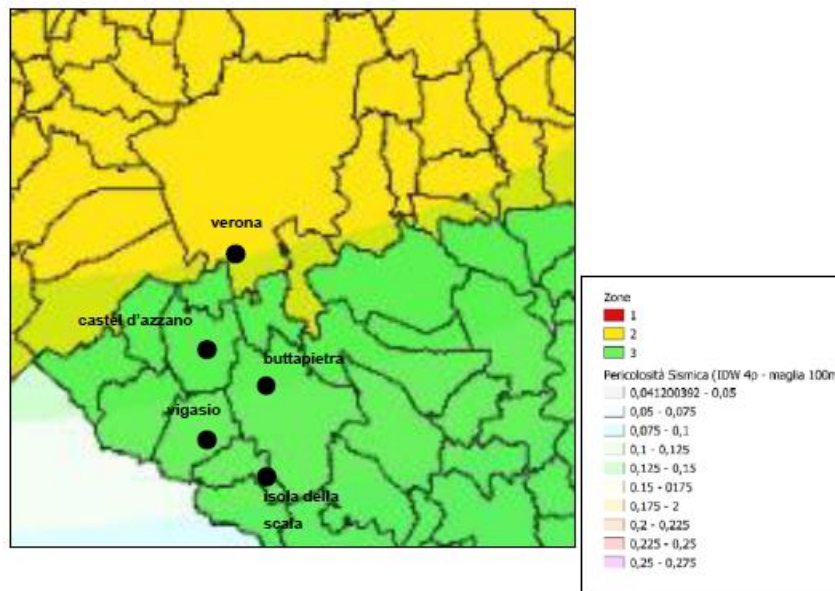 verona
castel d'azzano
buttapietra
vigasio
isola della
scala
Zone
1
2
3
Pericolosità Sismica (IDW 4p - maglia 100m
0,041200392 - 0,05
0,05 - 0,075
0,075 - 0,1
0,1 - 0,125
0,125 - 0,15
0.15 - 0175
0,175 - 2
0,2 - 0,225
0,225 - 0,25
0,25 - 0,275